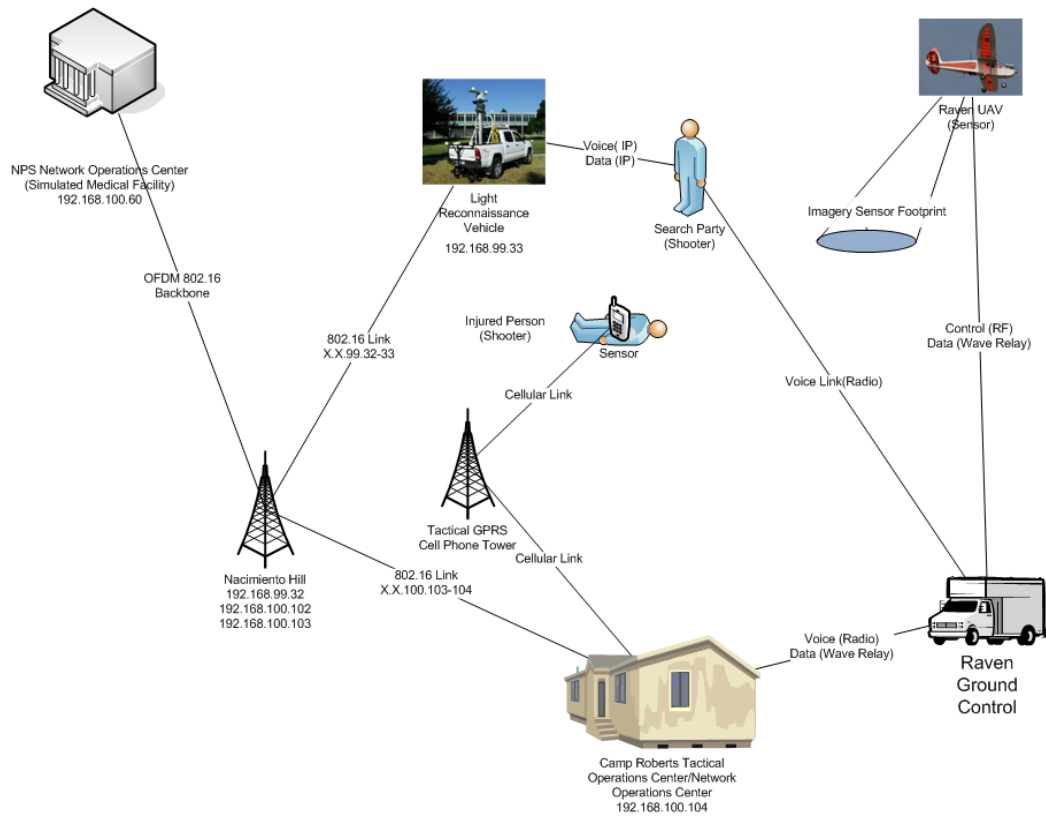 Raven UAV
(Sensor)
Voice( IP)
Data (IP)
NPS Network Operations Center
(Simulated Medical Facility)
192.168.100.60
Light
Reconnaissance
Vehicle
192.168.99.33
Search Party
(Shooter)
Imagery Sensor Footprint
OFDM 802.16
Backbone
Injured Person
(Shooter)
Sensor
802.16 Link
X.X.99.32-33
Control (RF)
Data (Wave Relay)
Cellular Link
Voice Link(Radio)
Tactical GPRS
Cell Phone Tower
Cellular Link
Nacimiento Hill
192.168.99.32
192.168.100.102
192.168.100.103
802.16 Link
X.X.100.103-104
Voice (Radio)
Data (Wave Relay)
Raven
Ground
Control
Camp Roberts Tactical
Operations Center/Network
Operations Center
192.168.100.104